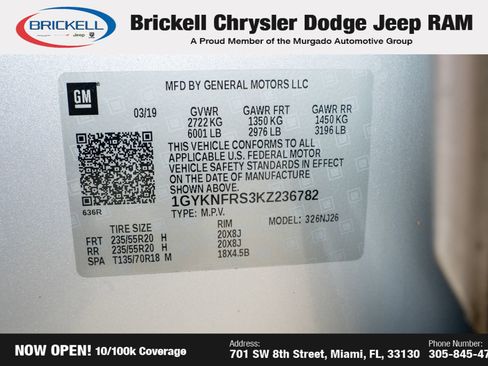 BRICKELL
Brickell Chrysler Dodge Jeep RAM
A Proud Member of the Murgado Automotive Group
GM
MFD BY GENERAL MOTORS LLC
03/19 GVWR GAWR FRT GAWR RR
2722 KG 1350 KG 1450 KG
6001 LB 2976 LB 3196 LB
THIS VEHICLE CONFORMS TO ALL
APPLICABLE U.S. FEDERAL MOTOR
VEHICLE SAFETY STANDARDS IN EFFECT
ON THE DATE OF MANUFACTURE
SHOWN ABOVE.
1GYKNFRS3KZ236782
TYPE: M.P.V. MODEL: 326NJ26
636R
TIRE SIZE RIM
FRT 235/55R20 H 20X8J
RR 235/55R20 H 20X8J
SPA T135/70R18 M 18X4.5B
NOW OPEN! 10/100k Coverage
Address:
701 SW 8th Street, Miami, FL, 33130
Phone Number:
305-845-47